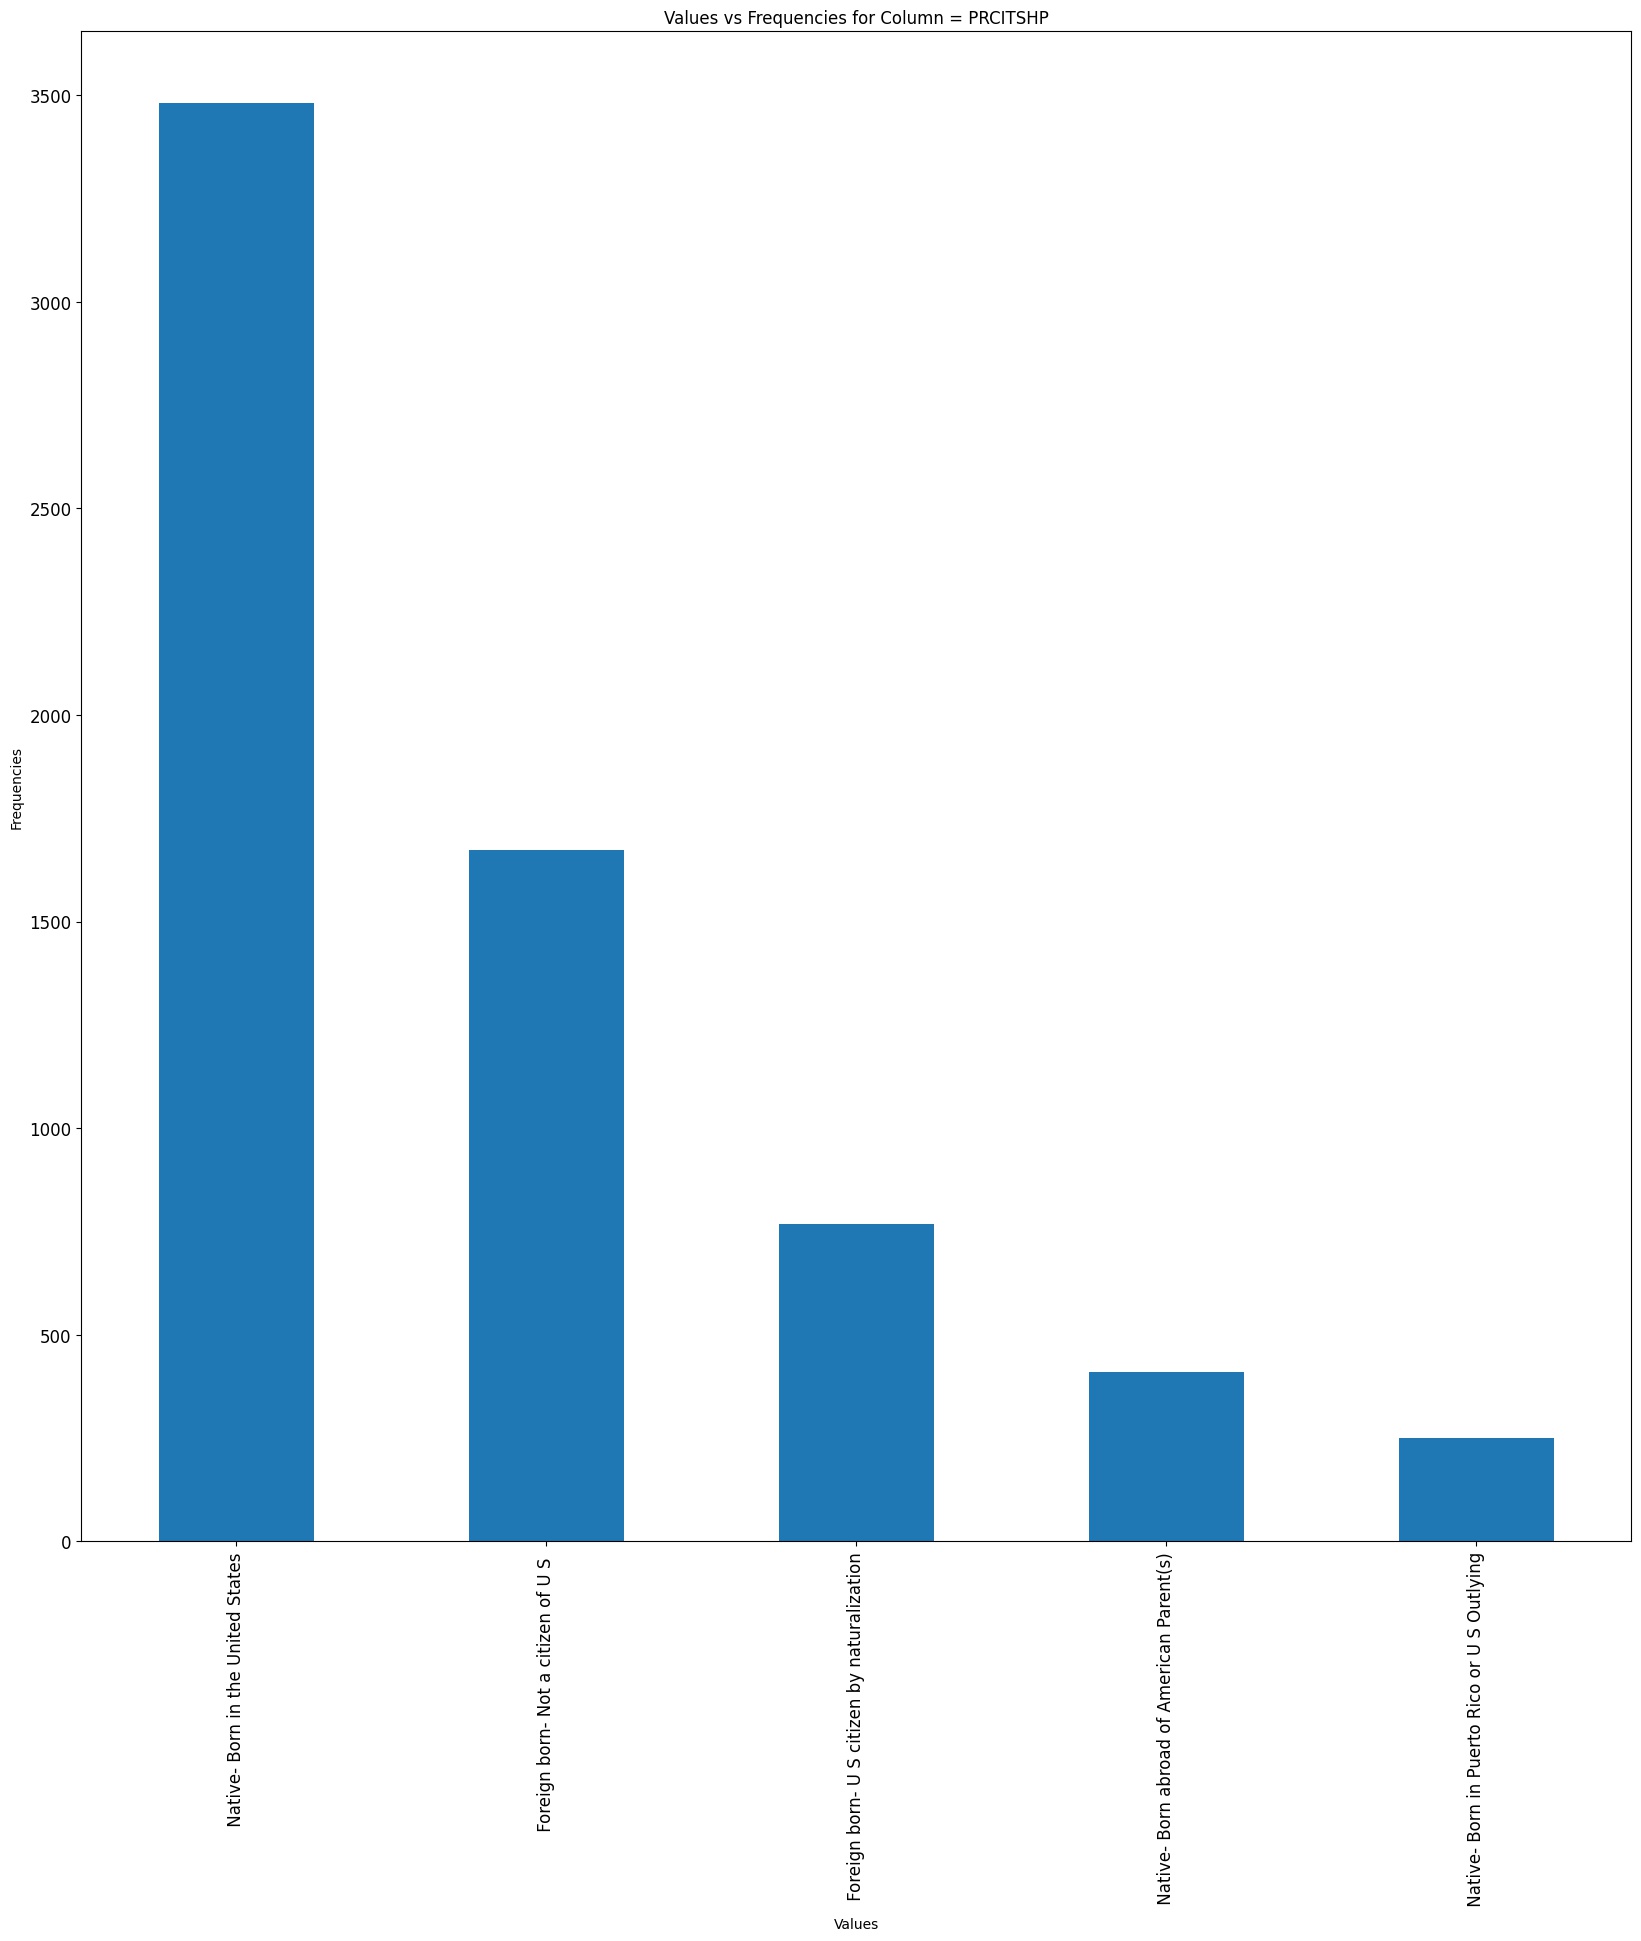 Values vs Frequencies for Column = PRCITSHP
Frequencies
3500
3000
2500
2000
1500
1000
500
0
Native- Born in the United States
Foreign born- Not a citizen of U S
Foreign born- U S citizen by naturalization
Native- Born abroad of American Parent(s)
Native- Born in Puerto Rico or U S Outlying
Values